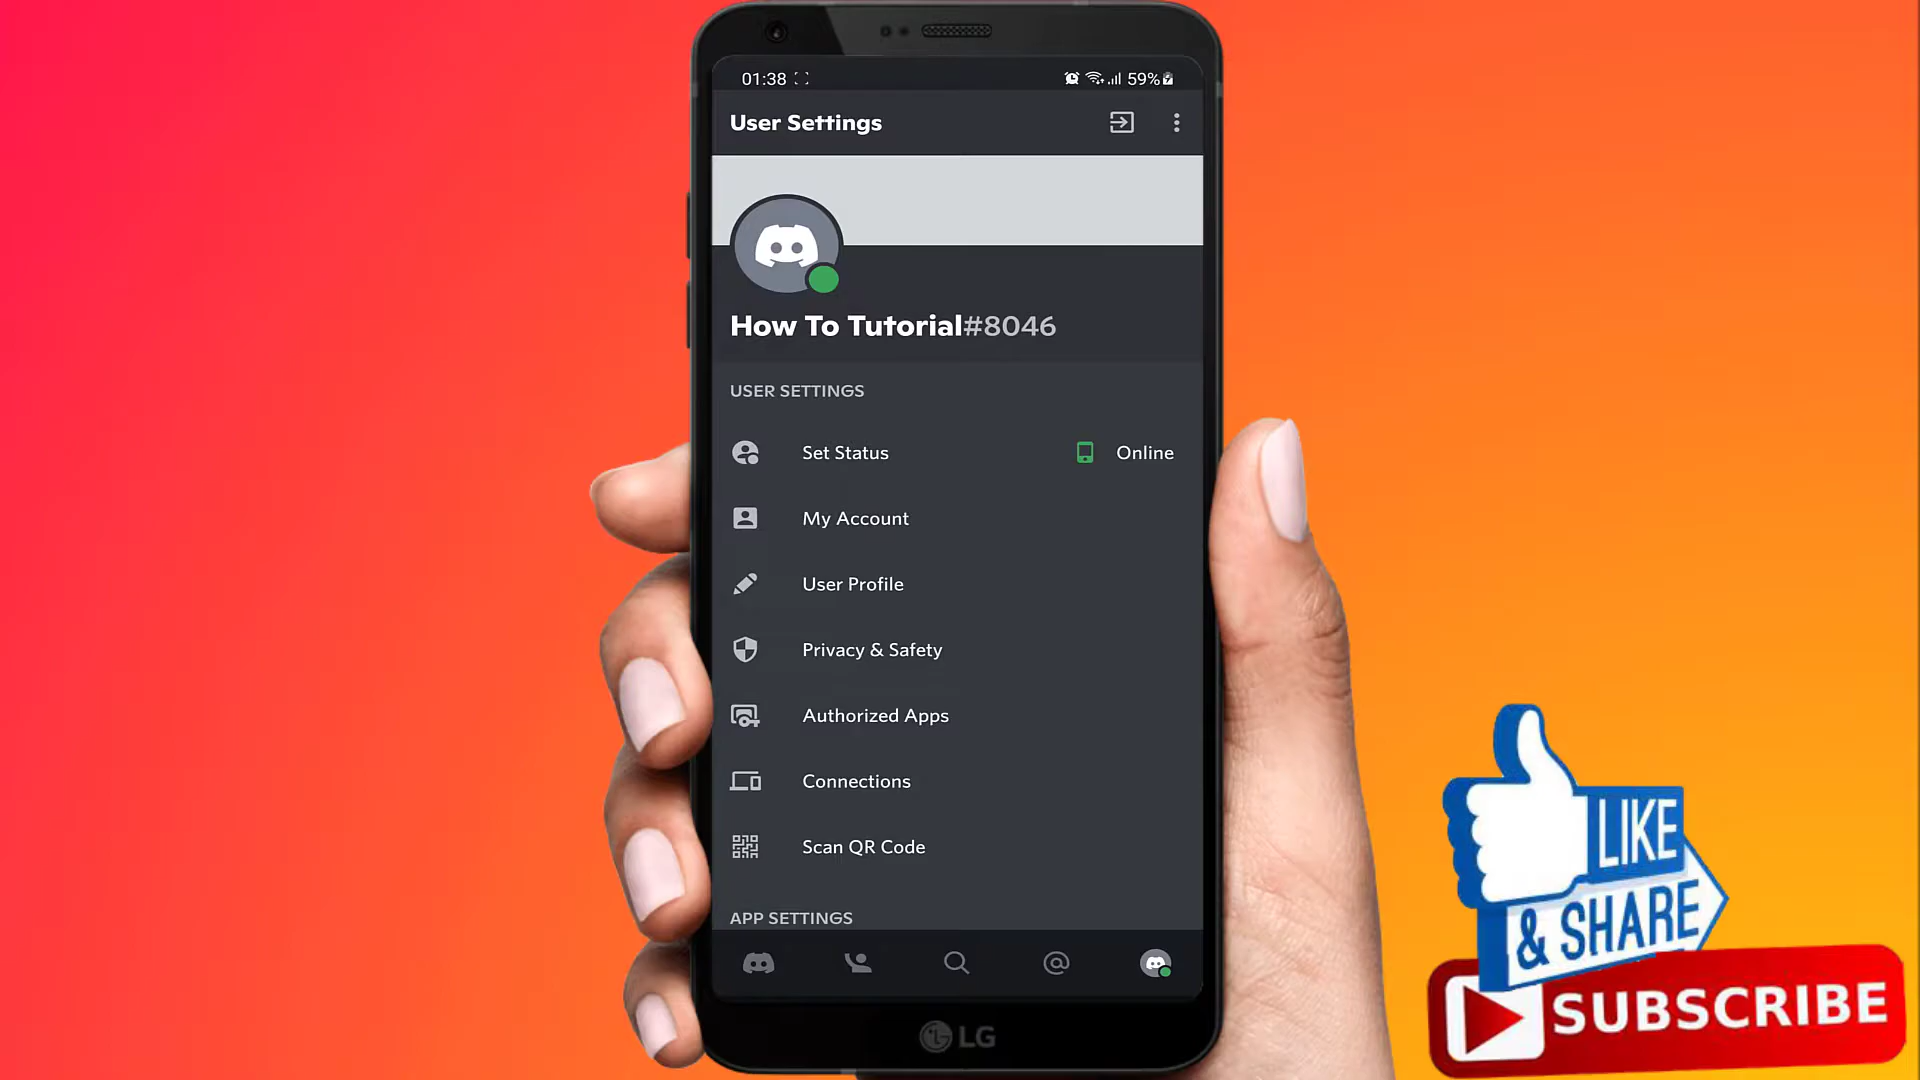 01:38
59%
User Settings
How To Tutorial#8046
USER SETTINGS
Set Status
Online
My Account
User Profile
Privacy & Safety
Authorized Apps
Connections
Scan QR Code
APP SETTINGS
LG
LIKE
& SHARE
SUBSCRIBE